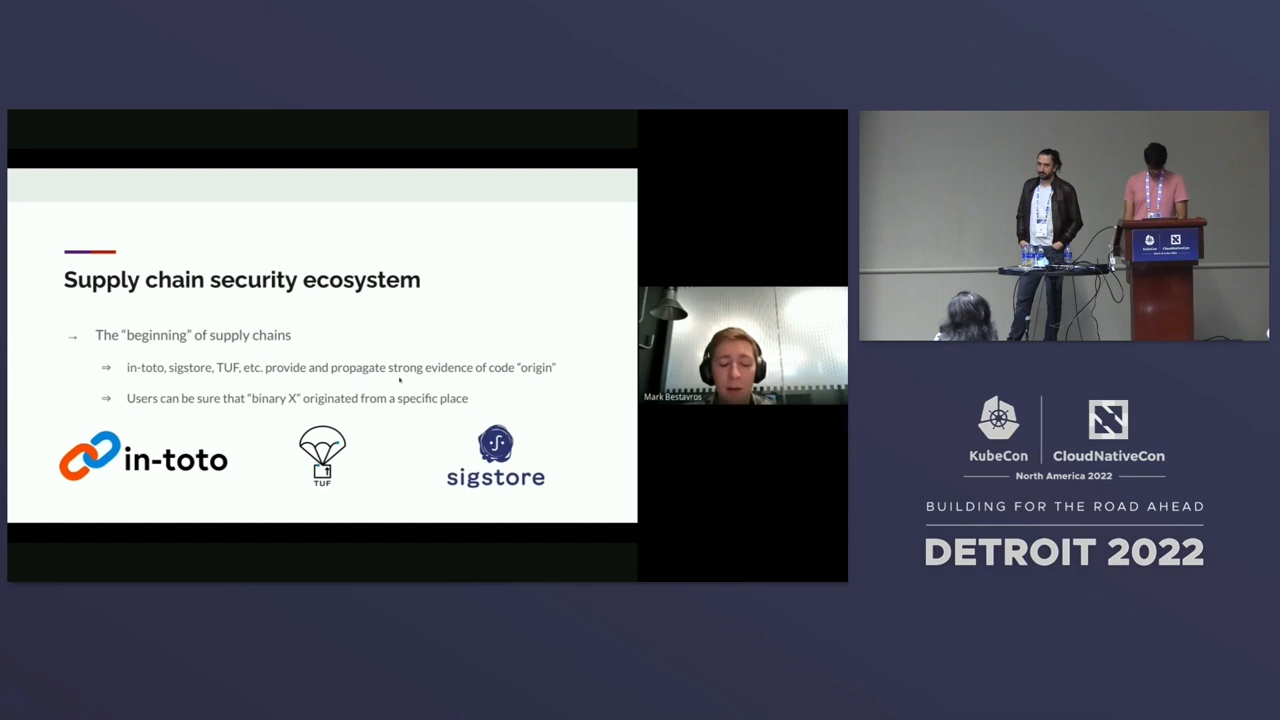 Supply chain security ecosystem
→ The “beginning” of supply chains
⇒ in-toto, sigstore, TUF, etc. provide and propagate strong evidence of code “origin”
⇒ Users can be sure that “binary X” originated from a specific place
in-toto
TUF
sigstore
Mark Bestavros
KubeCon
CloudNativeCon
KubeCon
CloudNativeCon
North America 2022
BUILDING FOR THE ROAD AHEAD
DETROIT 2022